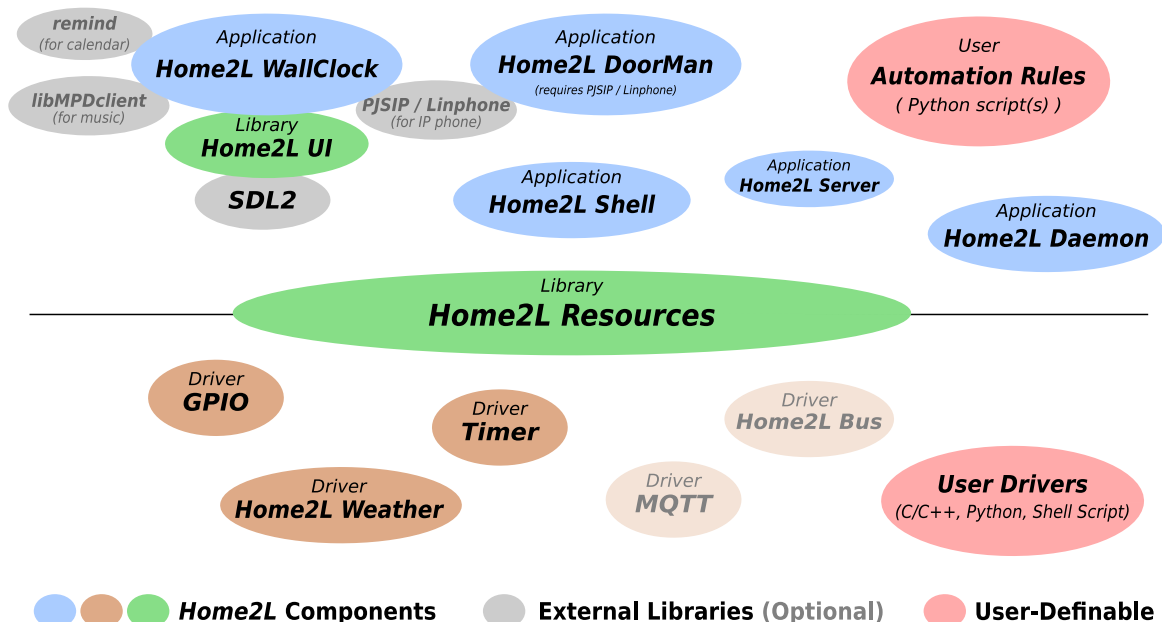 remind
(for calendar)
Application
Home2L WallClock
libMPDclient
(for music)
PJSIP / Linphone
(for IP phone)
Library
Home2L UI
SDL2
Application
Home2L DoorMan
(requires PJSIP / Linphone)
User
Automation Rules
( Python script(s) )
Application
Home2L Shell
Application
Home2L Server
Application
Home2L Daemon
Library
Home2L Resources
Driver
GPIO
Driver
Timer
Driver
Home2L Bus
Driver
Home2L Weather
Driver
MQTT
User Drivers
(C/C++, Python, Shell Script)
Home2L Components
External Libraries (Optional)
User-Definable